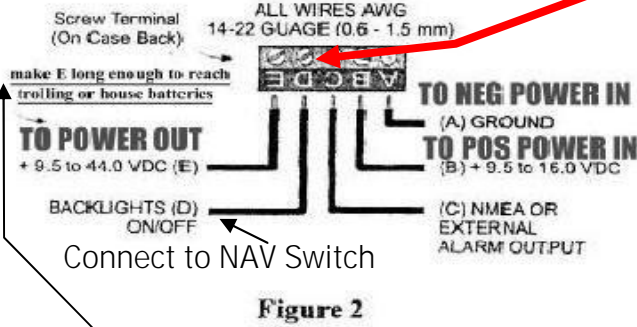 ALL WIRES AWG
14-22 GUAGE (0.6 - 1.5 mm)
Screw Terminal
(On Case Back)
make E long enough to reach
trolling or house batteries
E D C B A
TO POWER OUT
+ 9.5 to 44.0 VDC (E)
BACKLIGHTS (D)
ON/OFF
Connect to NAV Switch
TO NEG POWER IN
(A) GROUND
TO POS POWER IN
(B) + 9.5 to 16.0 VDC
(C) NMEA OR
EXTERNAL
ALARM OUTPUT
Figure 2